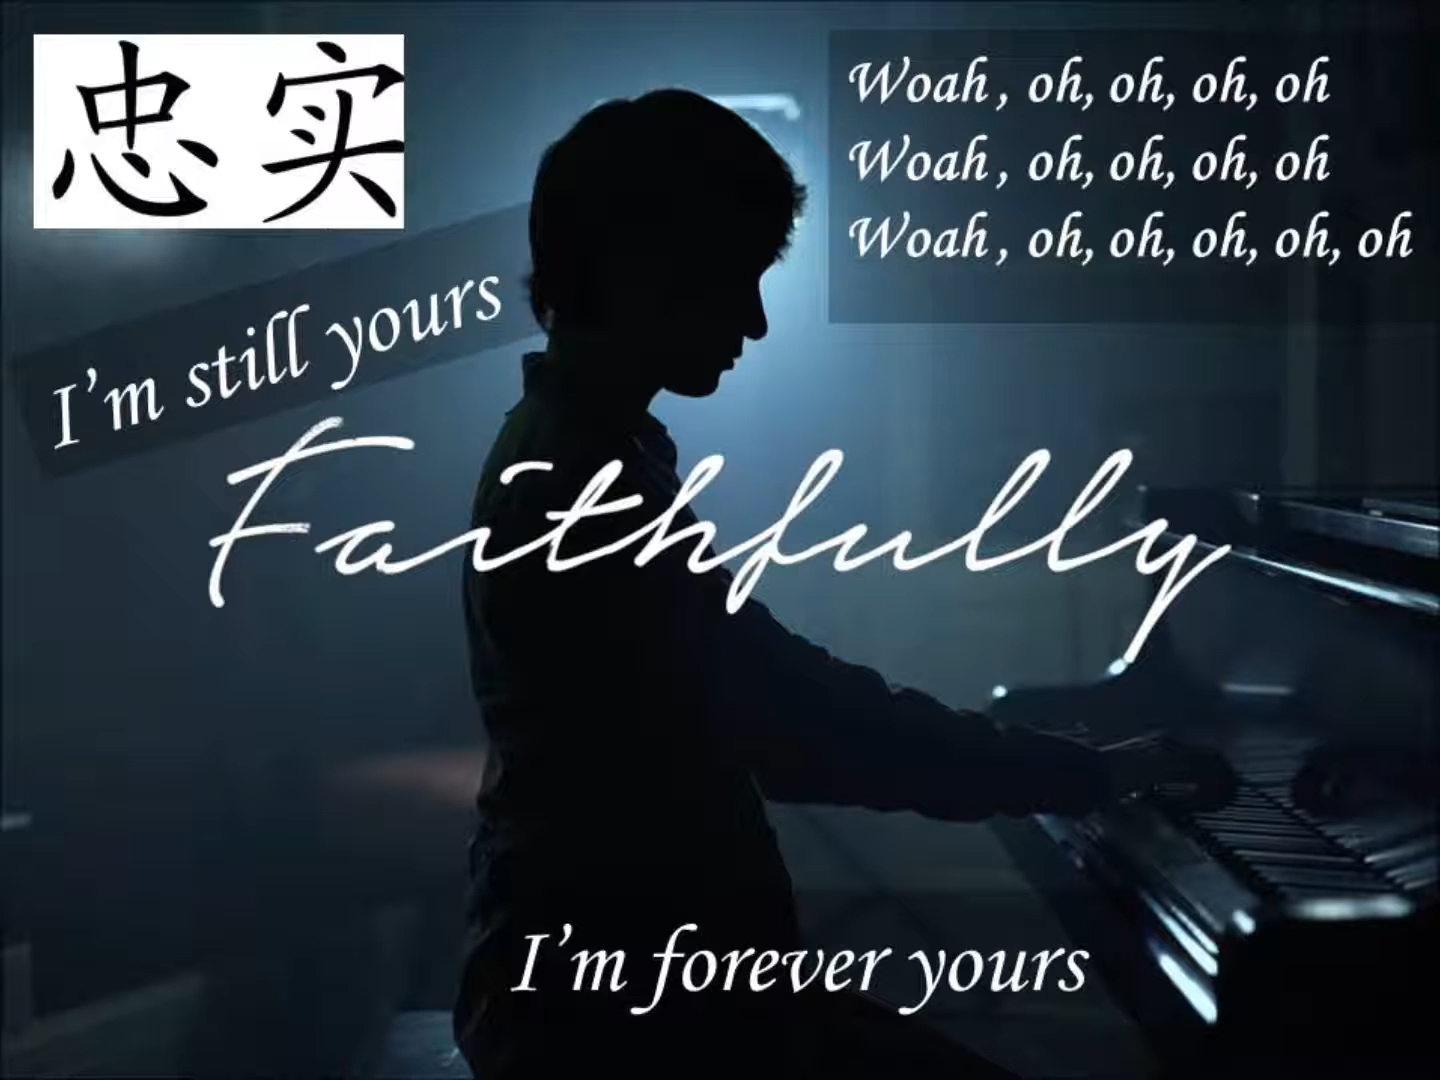 忠实
Woah, oh, oh, oh, oh
Woah, oh, oh, oh, oh
Woah, oh, oh, oh, oh, oh
I'm still yours
Faithfully
I'm forever yours